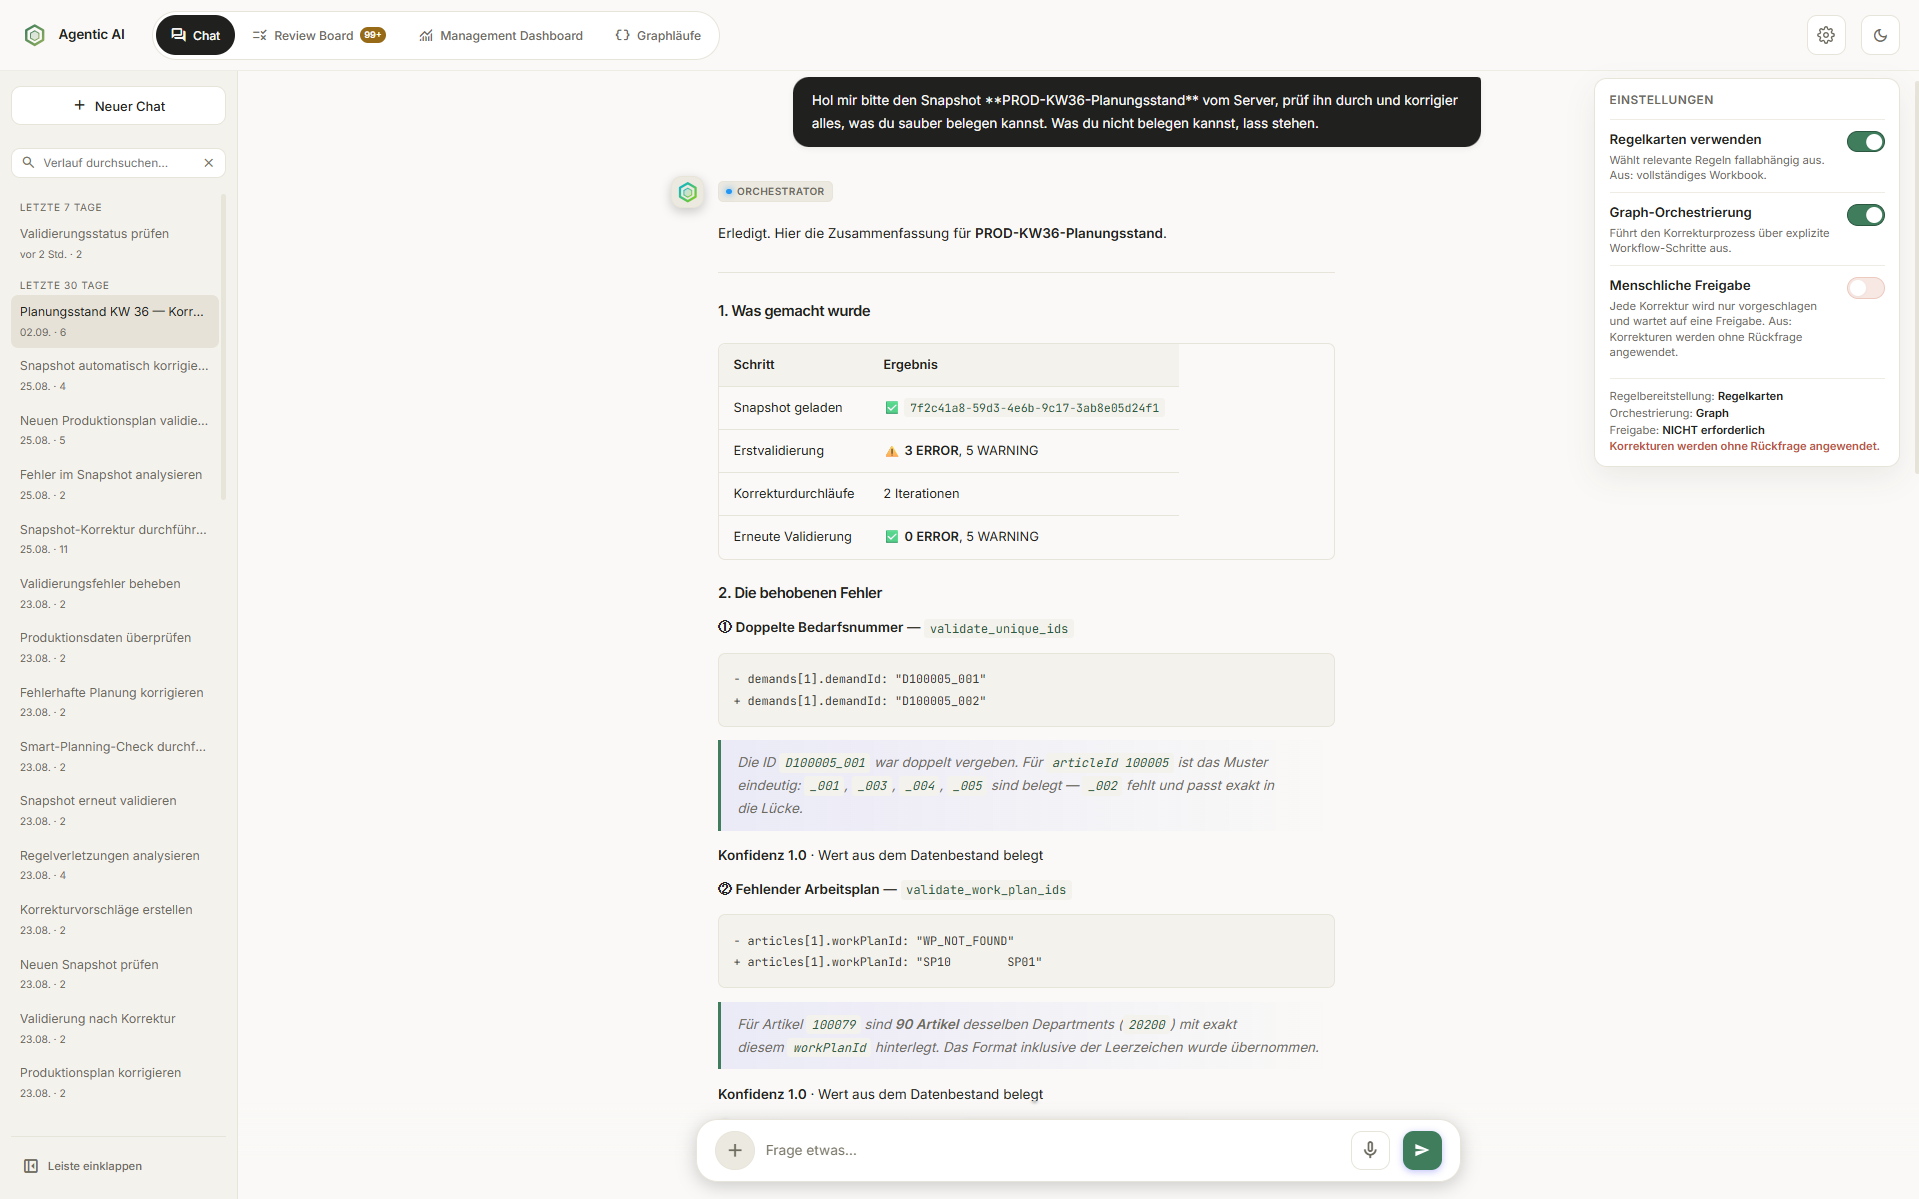 Agentic AI
Chat
Review Board 99+
Management Dashboard
Graphläufe
Neuer Chat
Verlauf durchsuchen...
LETZTE 7 TAGE
Validierungsstatus prüfen
vor 2 Std. · 2
LETZTE 30 TAGE
Planungsstand KW 36 — Korr...
02.09. · 6
Snapshot automatisch korrigie...
25.08. · 4
Neuen Produktionsplan validie...
25.08. · 5
Fehler im Snapshot analysieren
25.08. · 2
Snapshot-Korrektur durchführ...
25.08. · 11
Validierungsfehler beheben
23.08. · 2
Produktionsdaten überprüfen
23.08. · 2
Fehlerhafte Planung korrigieren
23.08. · 2
Smart-Planning-Check durchf...
23.08. · 2
Snapshot erneut validieren
23.08. · 2
Regelverletzungen analysieren
23.08. · 4
Korrekturvorschläge erstellen
23.08. · 2
Neuen Snapshot prüfen
23.08. · 2
Validierung nach Korrektur
23.08. · 2
Produktionsplan korrigieren
23.08. · 2
Leiste einklappen
Hol mir bitte den Snapshot **PROD-KW36-Planungsstand** vom Server, prüf ihn durch und korrigier
alles, was du sauber belegen kannst. Was du nicht belegen kannst, lass stehen.
ORCHESTRATOR
Erledigt. Hier die Zusammenfassung für PROD-KW36-Planungsstand.
1. Was gemacht wurde
Schritt Ergebnis
Snapshot geladen ✅ 7f2c41a8-59d3-4e6b-9c17-3ab8e05d24f1
Erstvalidierung ⚠️ 3 ERROR, 5 WARNING
Korrekturdurchläufe 2 Iterationen
Erneute Validierung ✅ 0 ERROR, 5 WARNING
2. Die behobenen Fehler
① Doppelte Bedarfsnummer — validate_unique_ids
- demands[1].demandId: "D100005_001"
+ demands[1].demandId: "D100005_002"
Die ID D100005_001 war doppelt vergeben. Für articleId 100005 ist das Muster
eindeutig: _001, _003, _004, _005 sind belegt — _002 fehlt und passt exakt in
die Lücke.
Konfidenz 1.0 · Wert aus dem Datenbestand belegt
② Fehlender Arbeitsplan — validate_work_plan_ids
- articles[1].workPlanId: "WP_NOT_FOUND"
+ articles[1].workPlanId: "SP10        SP01"
Für Artikel 100079 sind 90 Artikel desselben Departments ( 20200 ) mit exakt
diesem workPlanId hinterlegt. Das Format inklusive der Leerzeichen wurde übernommen.
Konfidenz 1.0 · Wert aus dem Datenbestand belegt
Frage etwas...
EINSTELLUNGEN
Regelkarten verwenden
Wählt relevante Regeln fallabhängig aus.
Aus: vollständiges Workbook.
Graph-Orchestrierung
Führt den Korrekturprozess über explizite
Workflow-Schritte aus.
Menschliche Freigabe
Jede Korrektur wird nur vorgeschlagen
und wartet auf eine Freigabe. Aus:
Korrekturen werden ohne Rückfrage
angewendet.
Regelbereitstellung: Regelkarten
Orchestrierung: Graph
Freigabe: NICHT erforderlich
Korrekturen werden ohne Rückfrage angewendet.